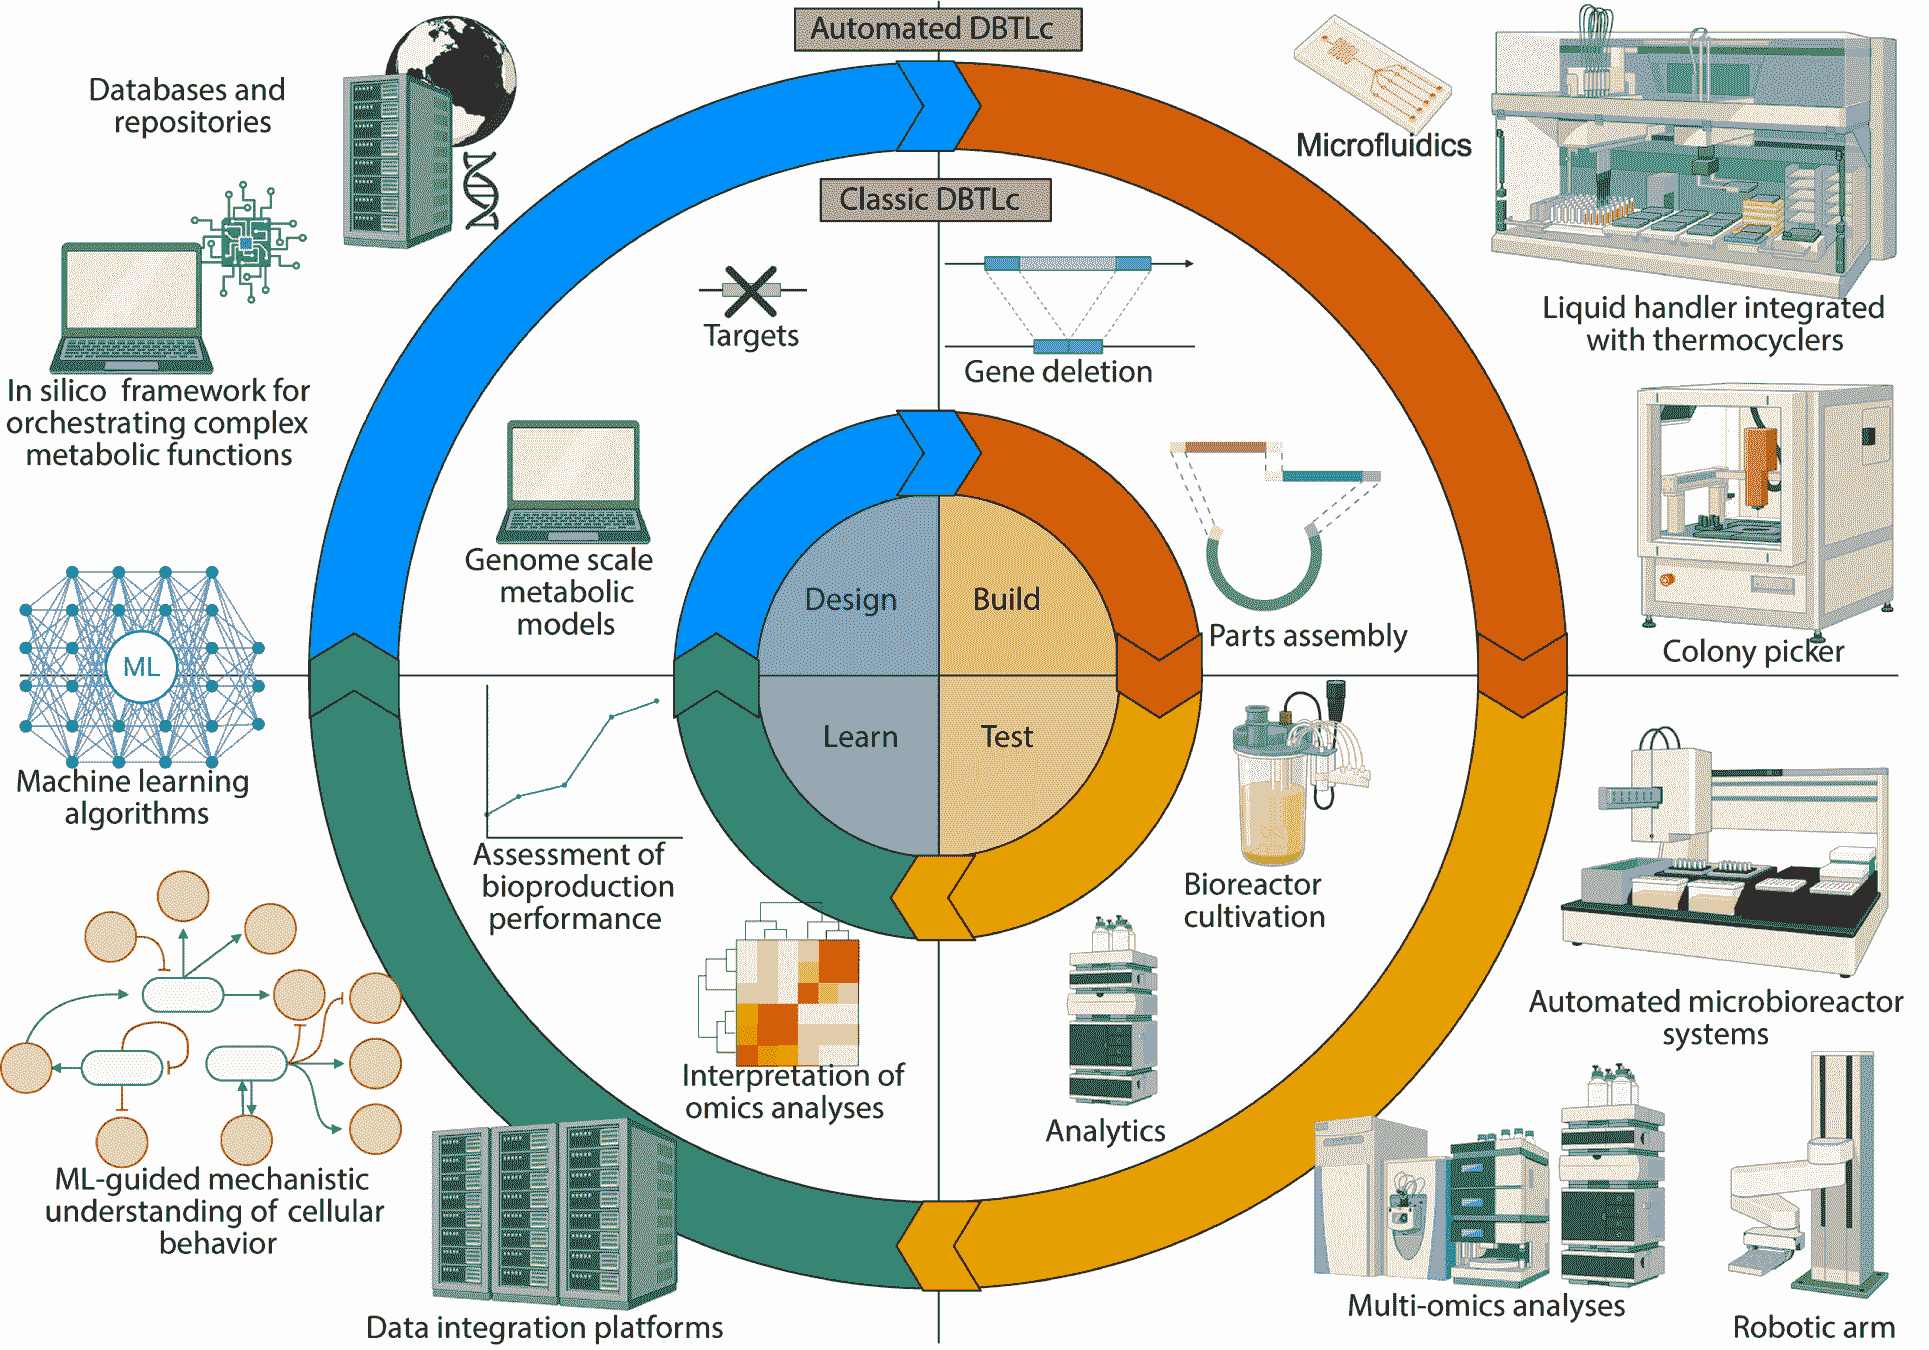 Automated DBTLc
Classic DBTLc
Databases and
repositories
In silico framework for
orchestrating complex
metabolic functions
Targets
Genome scale
metabolic
models
Gene deletion
Parts assembly
Microfluidics
Liquid handler integrated
with thermocyclers
Colony picker
Design
Build
Learn
Test
ML
Machine learning
algorithms
Assessment of
bioproduction
performance
Interpretation of
omics analyses
ML-guided mechanistic
understanding of cellular
behavior
Data integration platforms
Bioreactor
cultivation
Analytics
Automated microbioreactor
systems
Multi-omics analyses
Robotic arm